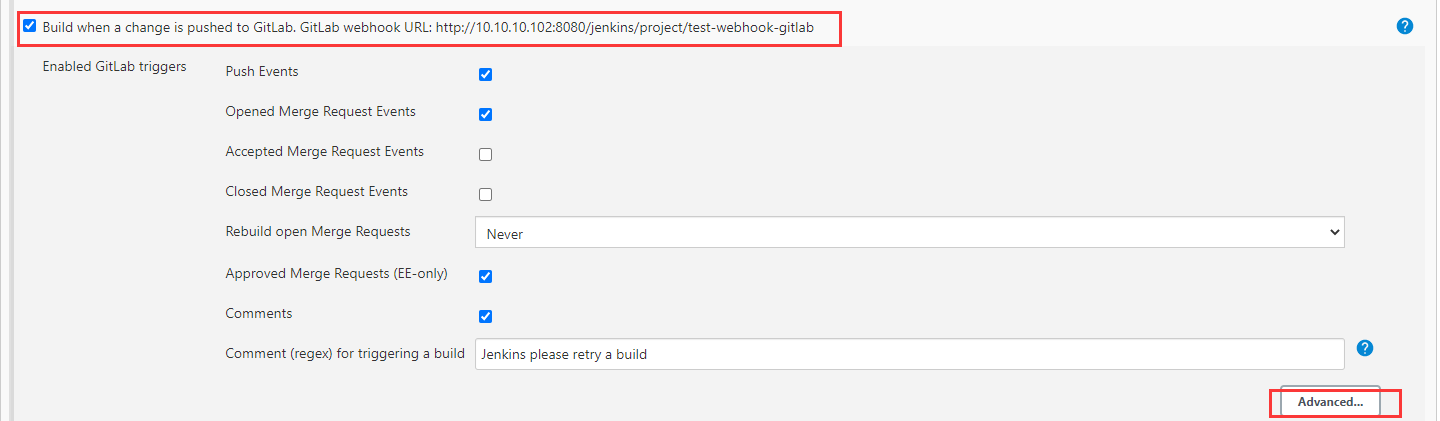 Build when a change is pushed to GitLab. GitLab webhook URL: http://10.10.10.102:8080/jenkins/project/test-webhook-gitlab
?
Enabled GitLab triggers
Push Events
Opened Merge Request Events
Accepted Merge Request Events
Closed Merge Request Events
Rebuild open Merge Requests
Never
Approved Merge Requests (EE-only)
Comments
Comment (regex) for triggering a build
Jenkins please retry a build
?
Advanced...